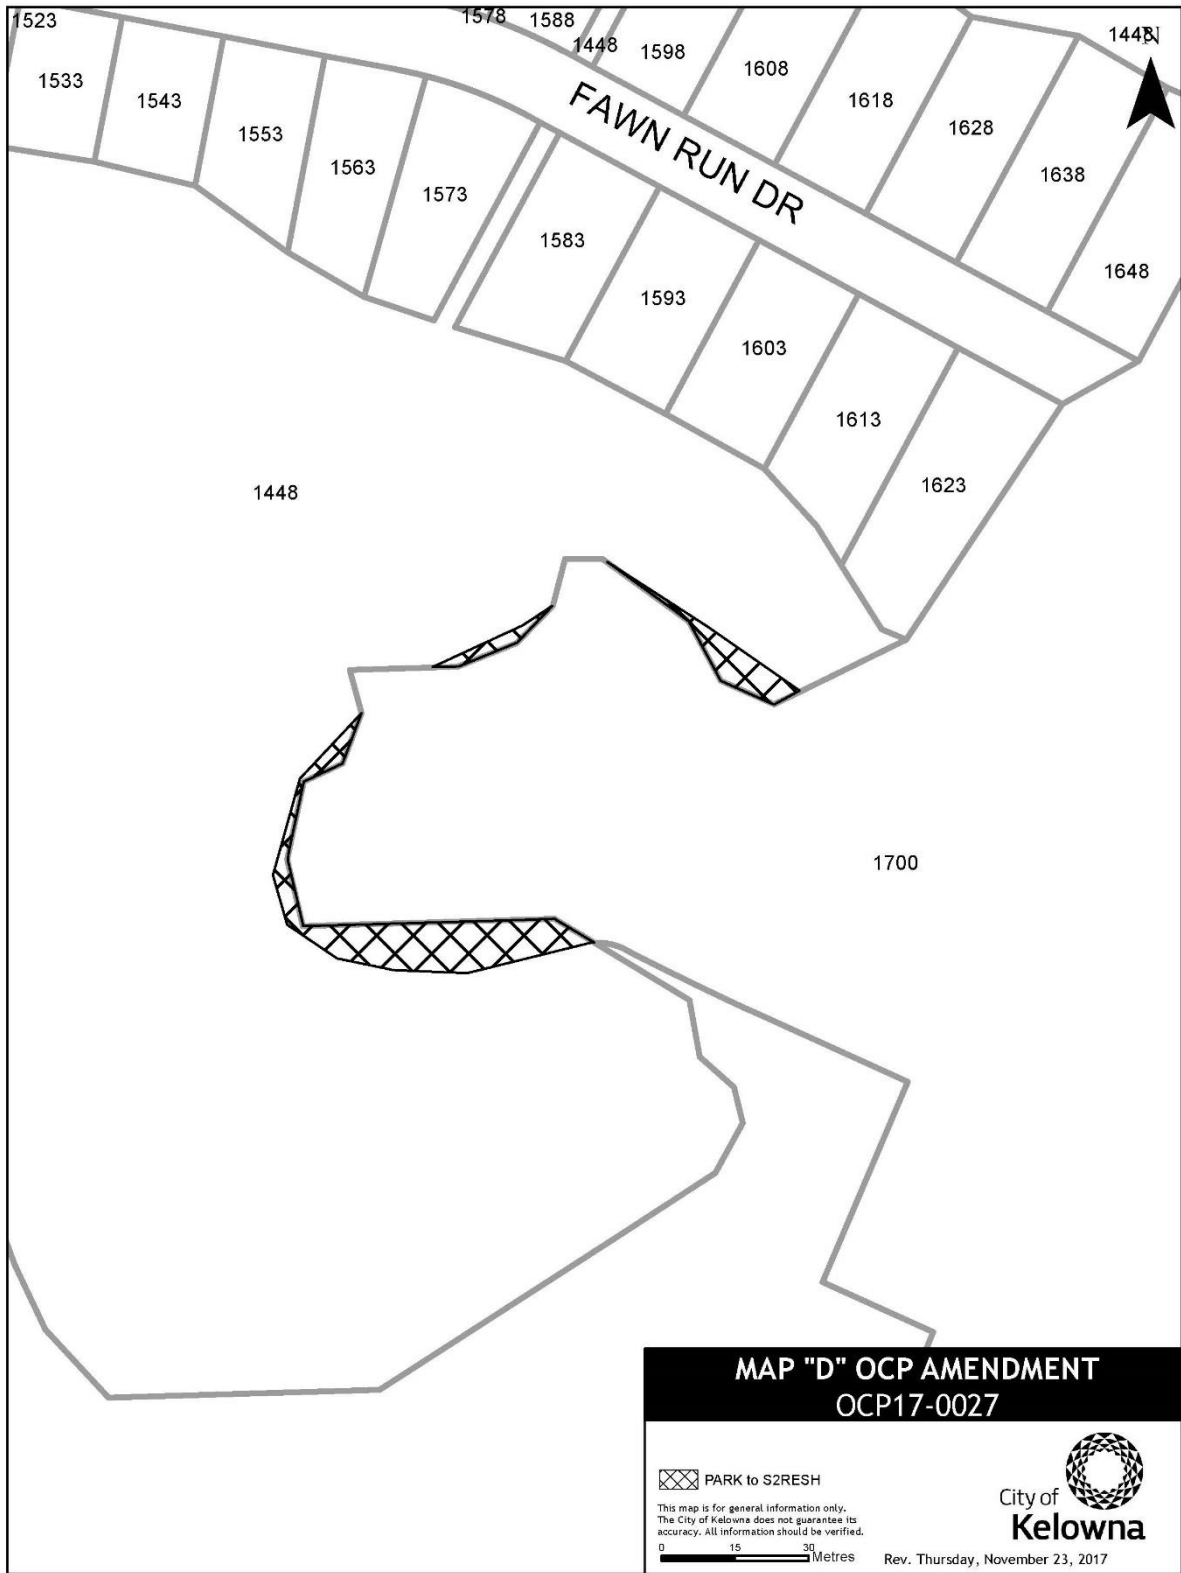 1523
1578
1588
1448
1448
N
1533
1543
1553
1563
1573
1598
1608
1618
1628
1638
1648
FAWN RUN DR
1583
1593
1603
1613
1623
1448
1700
MAP "D" OCP AMENDMENT
OCP17-0027
PARK to S2RESH
This map is for general information only.
The City of Kelowna does not guarantee its
accuracy. All information should be verified.
0 15 30
Metres
City of
Kelowna
Rev. Thursday, November 23, 2017